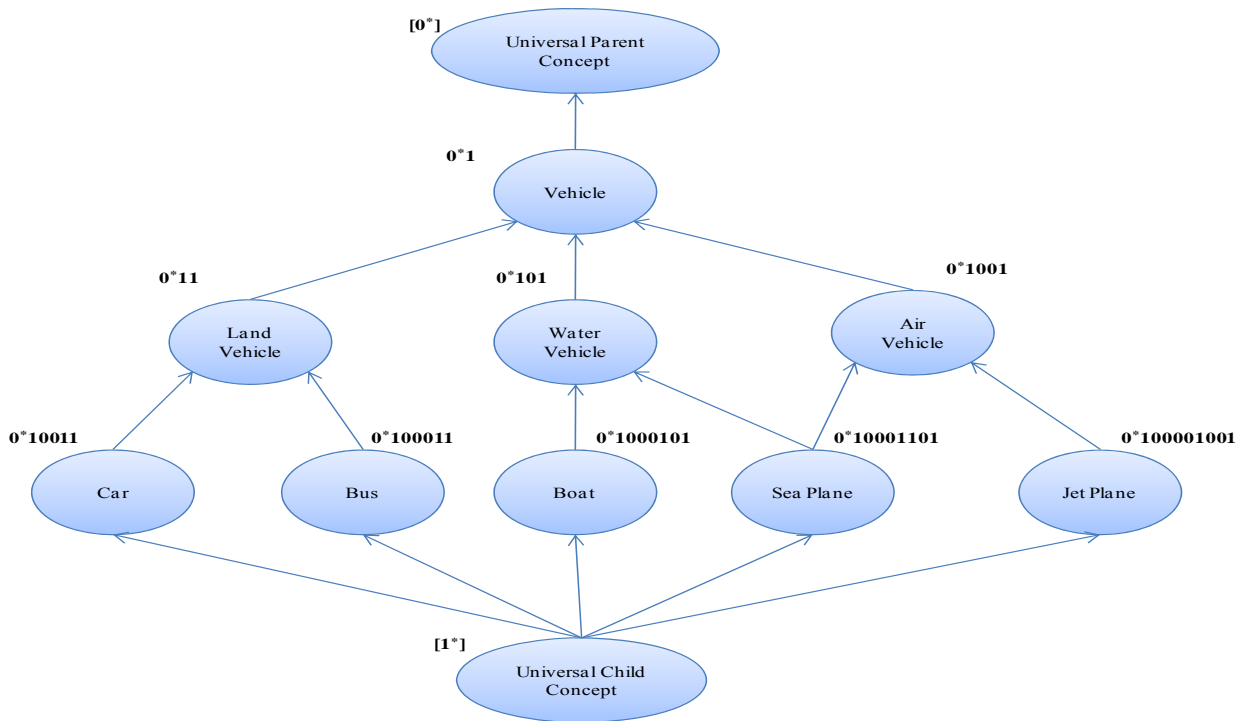 [0*]
Universal Parent
Concept
0*1
Vehicle
0*11
0*101
0*1001
Land
Vehicle
Water
Vehicle
Air
Vehicle
0*10011
0*100011
0*1000101
0*10001101
0*100001001
Car
Bus
Boat
Sea Plane
Jet Plane
[1*]
Universal Child
Concept